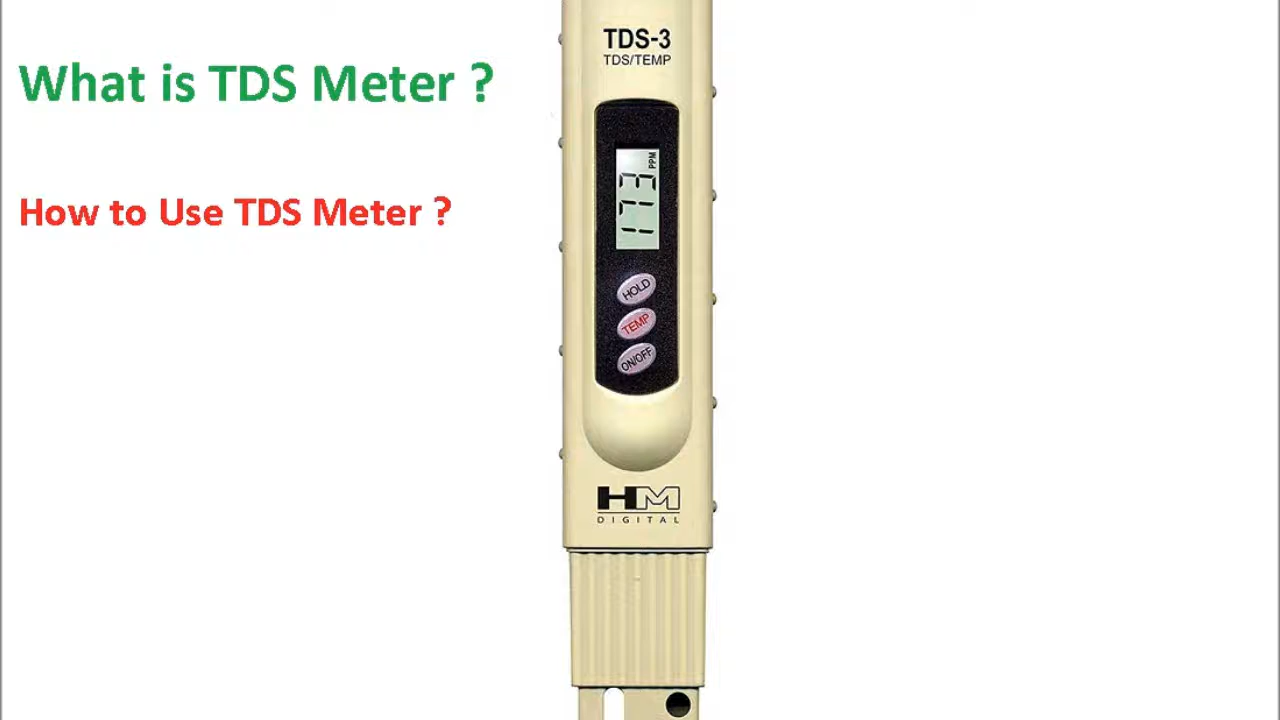 What is TDS Meter ?
How to Use TDS Meter ?
TDS-3
TDS/TEMP
173 PPM
HOLD
TEMP
ON/OFF
HM
DIGITAL